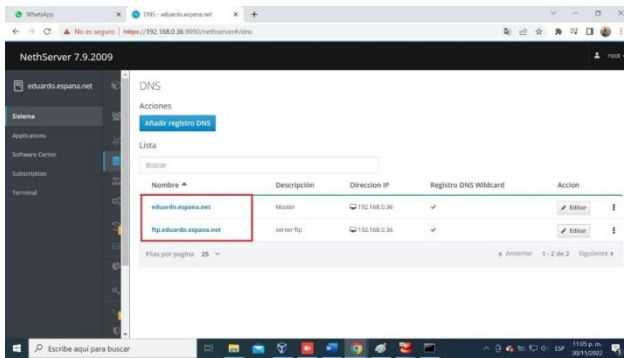 WhatsApp
DNS - eduardo.espana.net
No es seguro | https://192.168.0.36:9090/nethserver#/dns
NethServer 7.9.2009
root
eduardo.espana.net
Sistema
Applications
Software Center
Subscription
Terminal
DNS
Acciones
Añadir registro DNS
Lista
Buscar
Nombre Descripción Direccion IP Registro DNS Wildcard Accion
eduardo.espana.net Master 192.168.0.36 Editar
ftp.eduardo.espana.net server ftp 192.168.0.36 Editar
Filas por pagina 25 Anterior 1 - 2 de 2 Siguiente
Escribe aquí para buscar
ESP
11:05 p. m.
30/11/2022